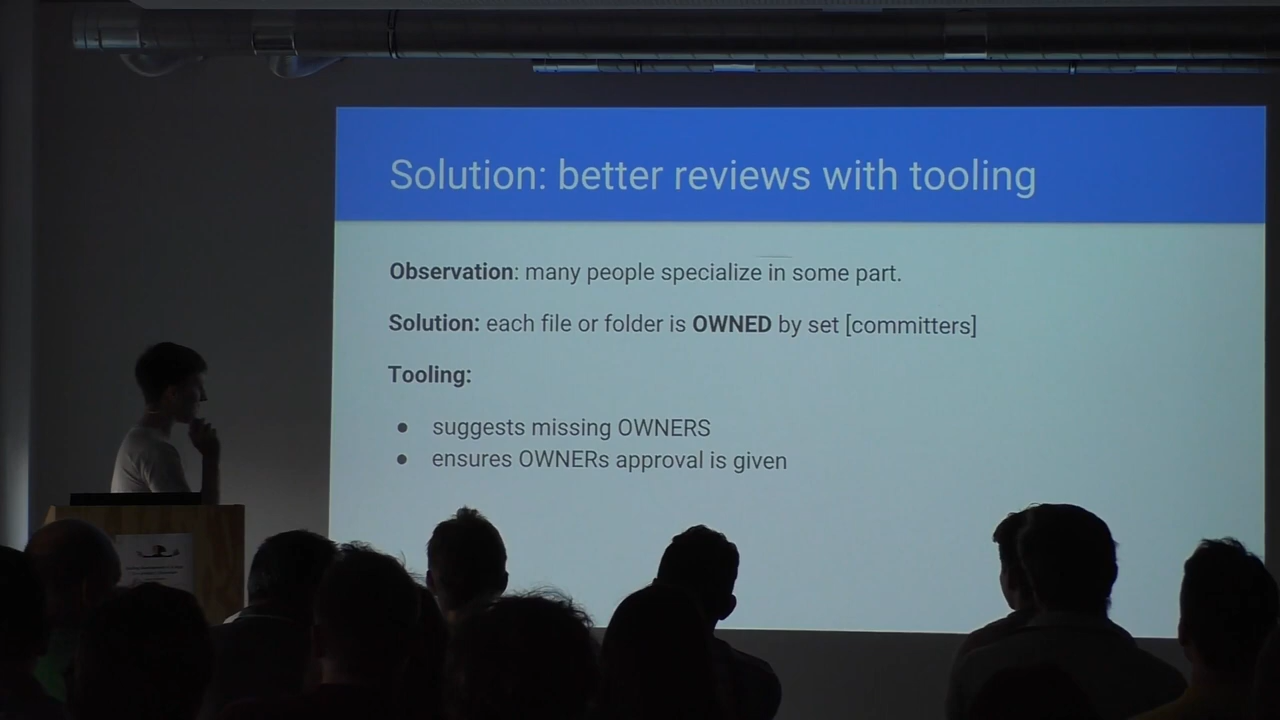 Solution: better reviews with tooling
Observation: many people specialize in some part.
Solution: each file or folder is OWNED by set [committers]
Tooling:
● suggests missing OWNERS
● ensures OWNERs approval is given